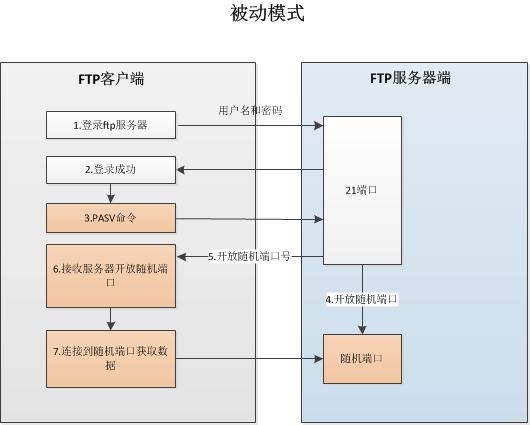 被动模式
FTP客户端
FTP服务器端
用户名和密码
1.登录ftp服务器
2.登录成功
21端口
3.PASV命令
5.开放随机端口号
6.接收服务器开放随机端
口
4.开放随机端口
7.连接到随机端口获取数
据
随机端口